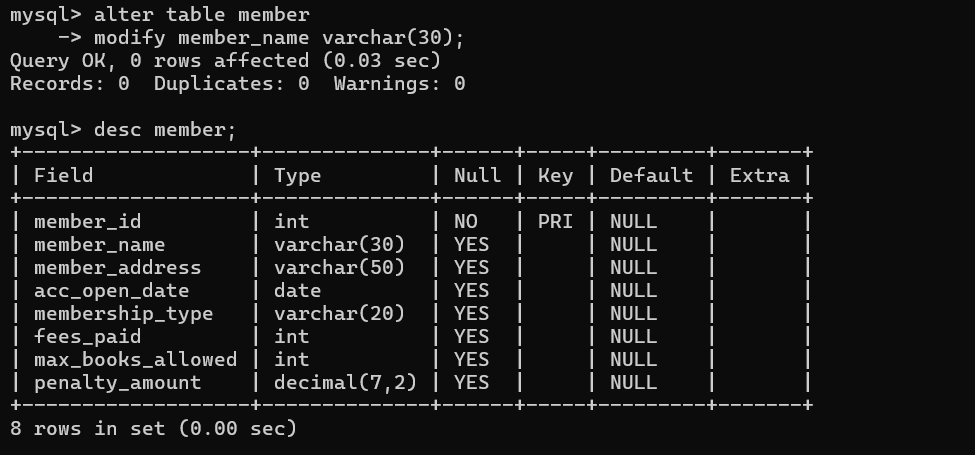 mysql> alter table member
    -> modify member_name varchar(30);
Query OK, 0 rows affected (0.03 sec)
Records: 0  Duplicates: 0  Warnings: 0

mysql> desc member;
+-------------------+--------------+------+-----+---------+-------+
| Field             | Type         | Null | Key | Default | Extra |
+-------------------+--------------+------+-----+---------+-------+
| member_id         | int          | NO   | PRI | NULL    |       |
| member_name       | varchar(30)  | YES  |     | NULL    |       |
| member_address    | varchar(50)  | YES  |     | NULL    |       |
| acc_open_date     | date         | YES  |     | NULL    |       |
| membership_type   | varchar(20)  | YES  |     | NULL    |       |
| fees_paid         | int          | YES  |     | NULL    |       |
| max_books_allowed | int          | YES  |     | NULL    |       |
| penalty_amount    | decimal(7,2) | YES  |     | NULL    |       |
+-------------------+--------------+------+-----+---------+-------+
8 rows in set (0.00 sec)